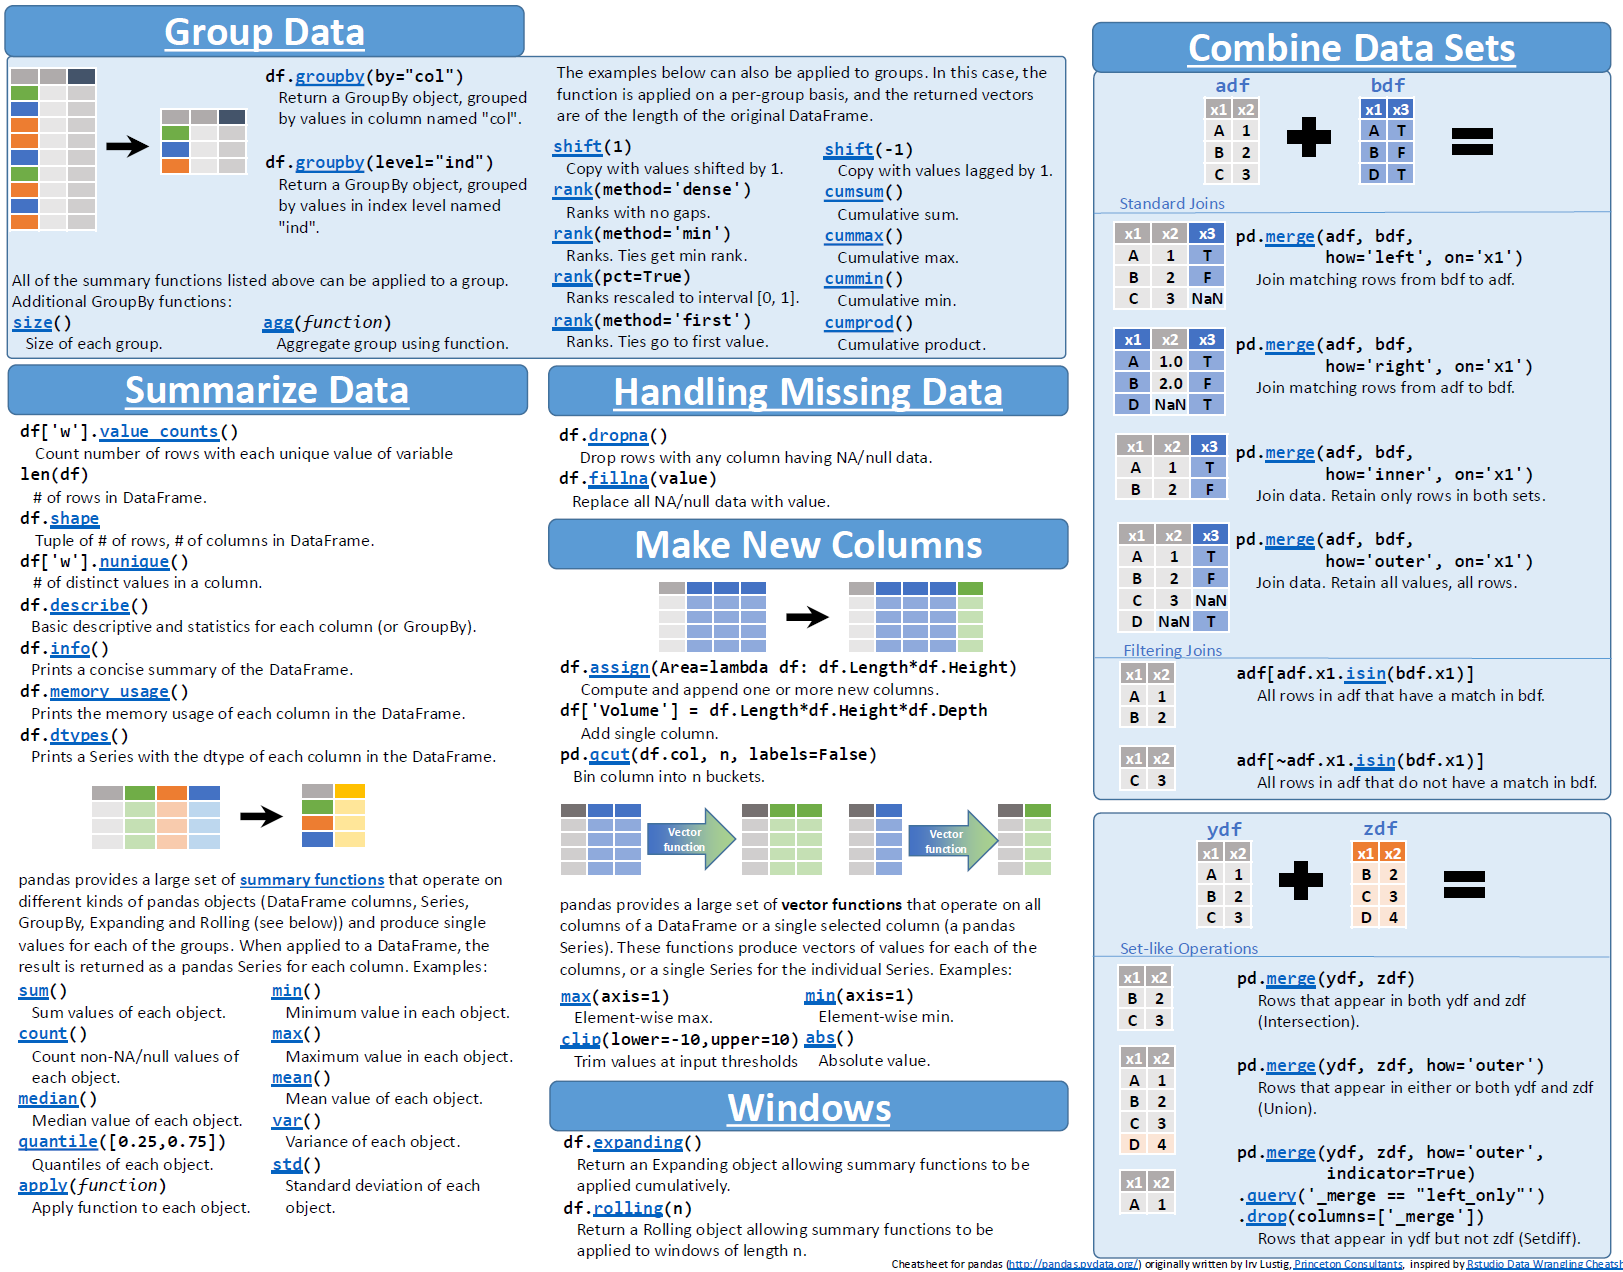 Group Data
df.groupby(by="col")
Return a GroupBy object, grouped
by values in column named "col".
df.groupby(level="ind")
Return a GroupBy object, grouped
by values in index level named
"ind".
All of the summary functions listed above can be applied to a group.
Additional GroupBy functions:
size()
Size of each group.
agg(function)
Aggregate group using function.
The examples below can also be applied to groups. In this case, the
function is applied on a per-group basis, and the returned vectors
are of the length of the original DataFrame.
shift(1)
Copy with values shifted by 1.
rank(method='dense')
Ranks with no gaps.
rank(method='min')
Ranks. Ties get min rank.
rank(pct=True)
Ranks rescaled to interval [0, 1].
rank(method='first')
Ranks. Ties go to first value.
shift(-1)
Copy with values lagged by 1.
cumsum()
Cumulative sum.
cummax()
Cumulative max.
cummin()
Cumulative min.
cumprod()
Cumulative product.
Summarize Data
df['w'].value_counts()
Count number of rows with each unique value of variable
len(df)
# of rows in DataFrame.
df.shape
Tuple of # of rows, # of columns in DataFrame.
df['w'].nunique()
# of distinct values in a column.
df.describe()
Basic descriptive and statistics for each column (or GroupBy).
df.info()
Prints a concise summary of the DataFrame.
df.memory_usage()
Prints the memory usage of each column in the DataFrame.
df.dtypes()
Prints a Series with the dtype of each column in the DataFrame.
pandas provides a large set of summary functions that operate on
different kinds of pandas objects (DataFrame columns, Series,
GroupBy, Expanding and Rolling (see below)) and produce single
values for each of the groups. When applied to a DataFrame, the
result is returned as a pandas Series for each column. Examples:
sum()
Sum values of each object.
count()
Count non-NA/null values of
each object.
median()
Median value of each object.
quantile([0.25,0.75])
Quantiles of each object.
apply(function)
Apply function to each object.
min()
Minimum value in each object.
max()
Maximum value in each object.
mean()
Mean value of each object.
var()
Variance of each object.
std()
Standard deviation of each
object.
Handling Missing Data
df.dropna()
Drop rows with any column having NA/null data.
df.fillna(value)
Replace all NA/null data with value.
Make New Columns
df.assign(Area=lambda df: df.Length*df.Height)
Compute and append one or more new columns.
df['Volume'] = df.Length*df.Height*df.Depth
Add single column.
pd.qcut(df.col, n, labels=False)
Bin column into n buckets.
Vector
function
Vector
function
pandas provides a large set of vector functions that operate on all
columns of a DataFrame or a single selected column (a pandas
Series). These functions produce vectors of values for each of the
columns, or a single Series for the individual Series. Examples:
max(axis=1)
Element-wise max.
clip(lower=-10,upper=10)
Trim values at input thresholds
min(axis=1)
Element-wise min.
abs()
Absolute value.
Windows
df.expanding()
Return an Expanding object allowing summary functions to be
applied cumulatively.
df.rolling(n)
Return a Rolling object allowing summary functions to be
applied to windows of length n.
Combine Data Sets
adf
x1 x2
A 1
B 2
C 3
bdf
x1 x3
A T
B F
D T
Standard Joins
x1 x2 x3
A 1 T
B 2 F
C 3 NaN
pd.merge(adf, bdf,
how='left', on='x1')
Join matching rows from bdf to adf.
x1 x2 x3
A 1.0 T
B 2.0 F
D NaN T
pd.merge(adf, bdf,
how='right', on='x1')
Join matching rows from adf to bdf.
x1 x2 x3
A 1 T
B 2 F
pd.merge(adf, bdf,
how='inner', on='x1')
Join data. Retain only rows in both sets.
x1 x2 x3
A 1 T
B 2 F
C 3 NaN
D NaN T
pd.merge(adf, bdf,
how='outer', on='x1')
Join data. Retain all values, all rows.
Filtering Joins
x1 x2
A 1
B 2
adf[adf.x1.isin(bdf.x1)]
All rows in adf that have a match in bdf.
x1 x2
C 3
adf[~adf.x1.isin(bdf.x1)]
All rows in adf that do not have a match in bdf.
ydf
x1 x2
A 1
B 2
C 3
zdf
x1 x2
B 2
C 3
D 4
Set-like Operations
x1 x2
B 2
C 3
pd.merge(ydf, zdf)
Rows that appear in both ydf and zdf
(Intersection).
x1 x2
A 1
B 2
C 3
D 4
pd.merge(ydf, zdf, how='outer')
Rows that appear in either or both ydf and zdf
(Union).
x1 x2
A 1
pd.merge(ydf, zdf, how='outer',
indicator=True)
.query('_merge == "left_only"')
.drop(columns=['_merge'])
Rows that appear in ydf but not zdf (Setdiff).
Cheatsheet for pandas (http://pandas.pydata.org/) originally written by Irv Lustig, Princeton Consultants, inspired by Rstudio Data Wrangling Cheatsh